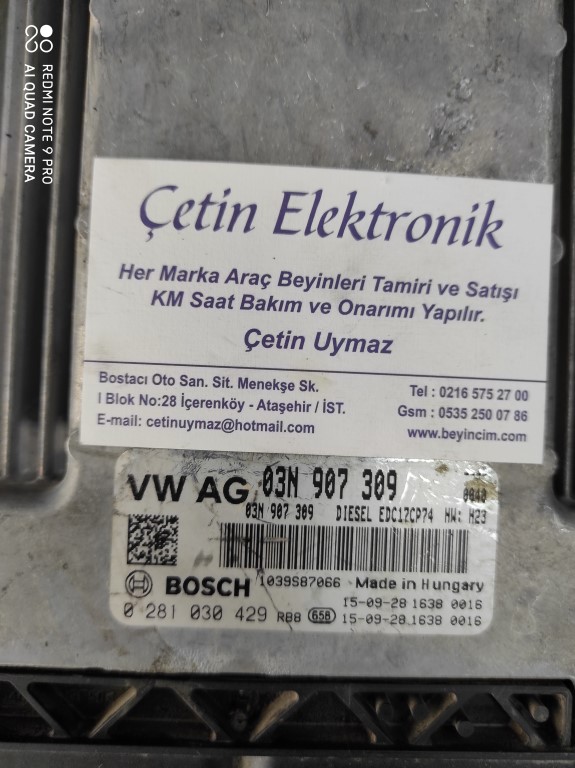 REDMI NOTE 9 PRO
AI QUAD CAMERA
Çetin Elektronik
Her Marka Araç Beyinleri Tamiri ve Satışı
KM Saat Bakım ve Onarımı Yapılır.
Çetin Uymaz
Bostacı Oto San. Sit. Menekşe Sk.
I Blok No:28 İçerenköy - Ataşehir / İST.
E-mail: cetinuymaz@hotmail.com
Tel : 0216 575 27 00
Gsm : 0535 250 07 86
www.beyincim.com
VW AG 03N 907 309
03N 907 309 DIESEL EDC17CP74 HW: H23
BOSCH 1039S87066 Made in Hungary
15-09-28 1638 0016
0 281 030 429 RBB 658 15-09-28 1638 0016